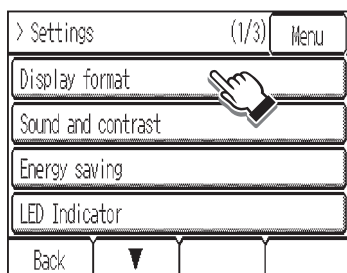 > Settings (1/3) Menu
Display format
Sound and contrast
Energy saving
LED Indicator
Back ▼